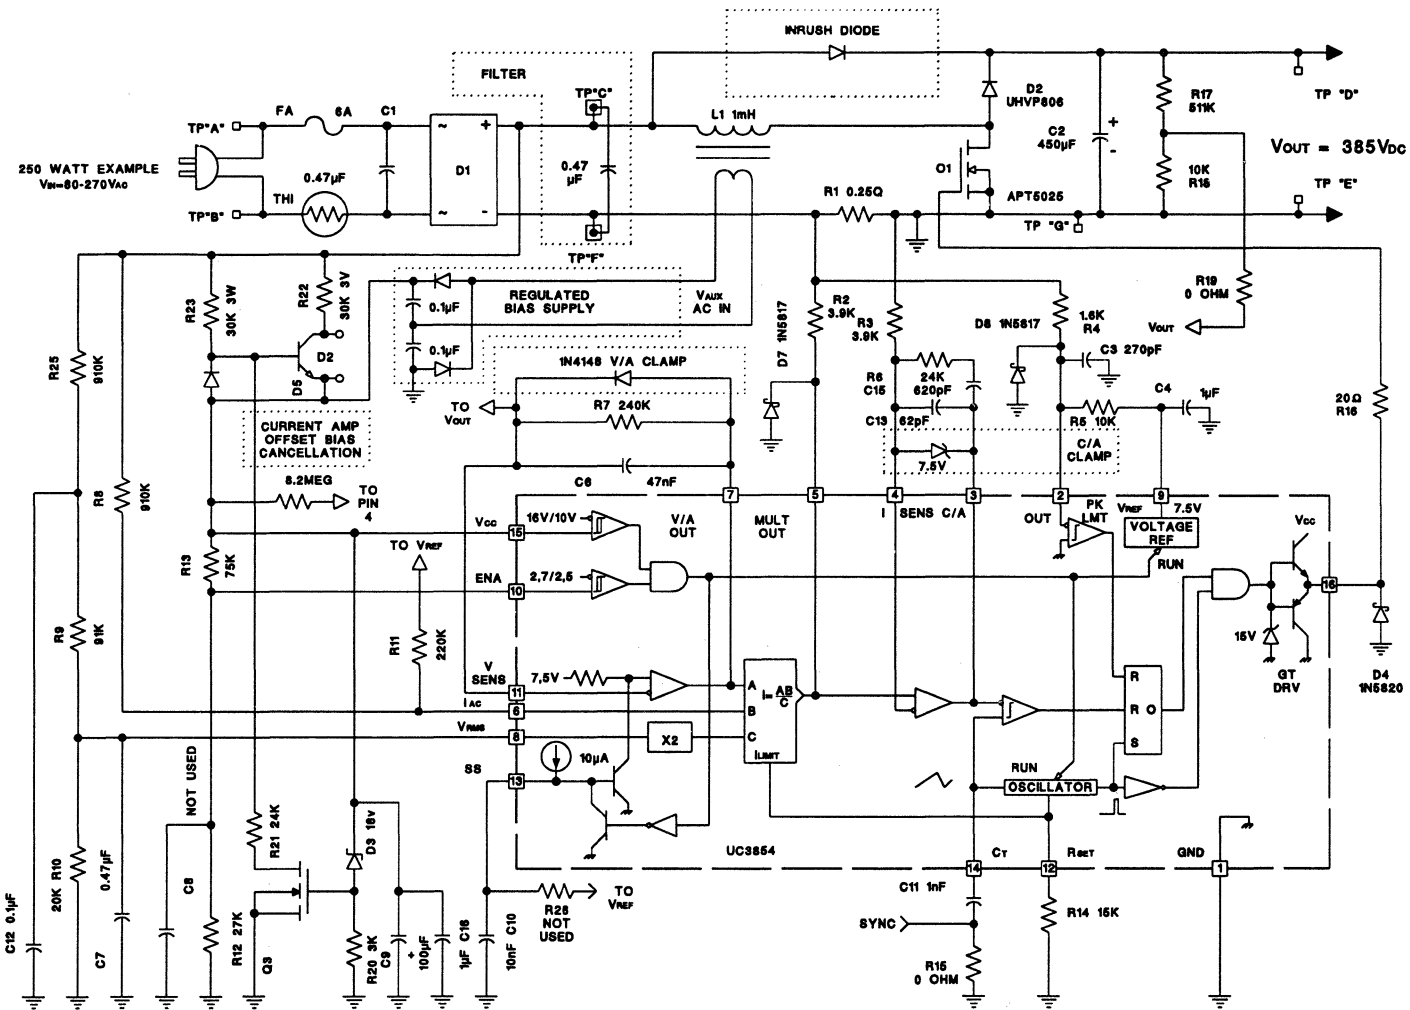 INRUSH DIODE
FILTER
TP"C"
D2
UHVP806
R17
511K
TP "D"
FA
6A
C1
TP"A"
L1 1mH
C2
450µF
+
-
VOUT = 385VDC
250 WATT EXAMPLE
VIN=80-270VAC
0.47µF
THI
~
+
D1
~
-
0.47
µF
O1
APT5025
10K
R15
TP "E"
TP"B"
R1 0.25Ω
TP "G"
TP"F"
R23
30K 3W
R22
30K 3V
D2
D5
0.1µF
0.1µF
REGULATED
BIAS SUPPLY
VAUX
AC IN
D7 1N5817
R2
3.9K
R3
3.9K
D8 1N5817
1.6K
R4
R19
0 OHM
VOUT
C3 270pF
R25
910K
1N4148 V/A CLAMP
TO
VOUT
R7 240K
R6
C15
24K
620pF
C13
62pF
C4
1µF
R5 10K
20Ω
R16
CURRENT AMP
OFFSET BIAS
CANCELLATION
7.5V
C/A
CLAMP
8.2MEG
TO
PIN
4
R8
910K
C6
47nF
7
5
4
3
2
9
VCC
15
16V/10V
V/A
OUT
MULT
OUT
I SENS C/A
OUT
PK
LMT
VREF
7.5V
VOLTAGE
REF
RUN
VCC
R13
75K
TO VREF
ENA
10
2,7/2,5
16
15V
GT
DRV
D4
1N5820
R9
91K
R11
220K
V
SENS
11
7,5V
IAC
6
VRMS
8
X2
A
B
C
I=AB/C
ILIMIT
R
R O
S
SS
13
10µA
RUN
OSCILLATOR
NOT USED
R21 24K
D3 18v
UC3854
CT
RSET
GND
14
12
1
C12 0.1µF
20K R10
0.47µF
C7
C8
R12 27K
Q3
R20 3K
C9
+
100µF
1µF C16
10nF C10
R26
NOT
USED
TO
VREF
C11 1nF
SYNC
R15
0 OHM
R14 15K